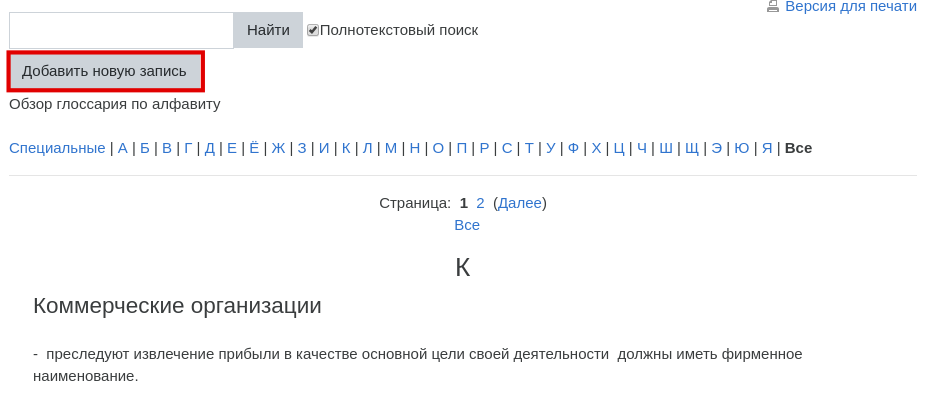 Версия для печати
Найти Полнотекстовый поиск
Добавить новую запись
Обзор глоссария по алфавиту
Специальные | А | Б | В | Г | Д | Е | Ё | Ж | З | И | К | Л | М | Н | О | П | Р | С | Т | У | Ф | Х | Ц | Ч | Ш | Щ | Э | Ю | Я | Все
Страница: 1 2 (Далее)
Все
К
Коммерческие организации
- преследуют извлечение прибыли в качестве основной цели своей деятельности должны иметь фирменное
наименование.